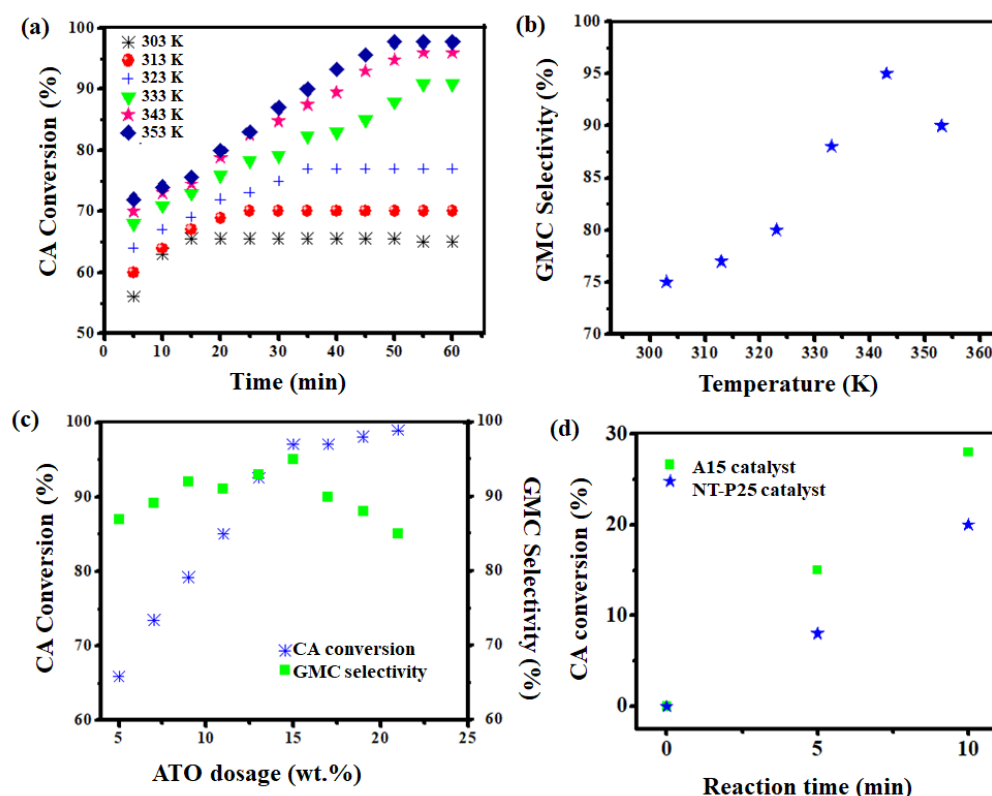 (a)
100
90
80
70
60
50
CA Conversion (%)
303 K
313 K
323 K
333 K
343 K
353 K
0 10 20 30 40 50 60
Time (min)
(b)
100
95
90
85
80
75
70
GMC Selectivity (%)
300 310 320 330 340 350 360
Temperature (K)
(c)
100
90
80
70
60
CA Conversion (%)
CA conversion
GMC selectivity
100
90
80
70
60
GMC Selectivity (%)
5 10 15 20 25
ATO dosage (wt.%)
(d)
30
20
10
0
CA conversion (%)
A15 catalyst
NT-P25 catalyst
0 5 10
Reaction time (min)